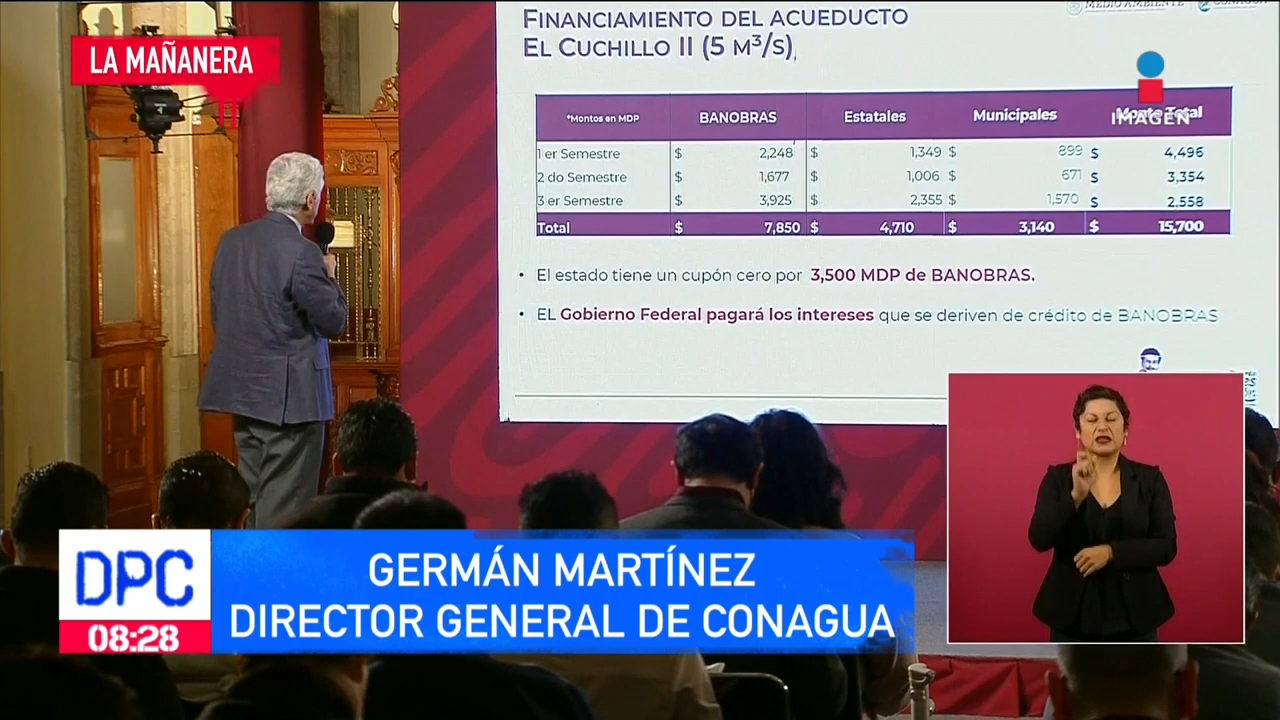 LA MAÑANERA
FINANCIAMIENTO DEL ACUEDUCTO
EL CUCHILLO II (5 M³/S)
MEDIO AMBIENTE
CONAGUA
IMAGEN
*Montos en MDP BANOBRAS Estatales Municipales Monto Total
1 er Semestre $ 2,248 $ 1,349 $ 899 $ 4,496
2 do Semestre $ 1,677 $ 1,006 $ 671 $ 3,354
3 er Semestre $ 3,925 $ 2,355 $ 1,570 $ 2,558
Total $ 7,850 $ 4,710 $ 3,140 $ 15,700
• El estado tiene un cupón cero por 3,500 MDP de BANOBRAS.
• EL Gobierno Federal pagará los intereses que se deriven de crédito de BANOBRAS
DPC
08:28
GERMÁN MARTÍNEZ
DIRECTOR GENERAL DE CONAGUA